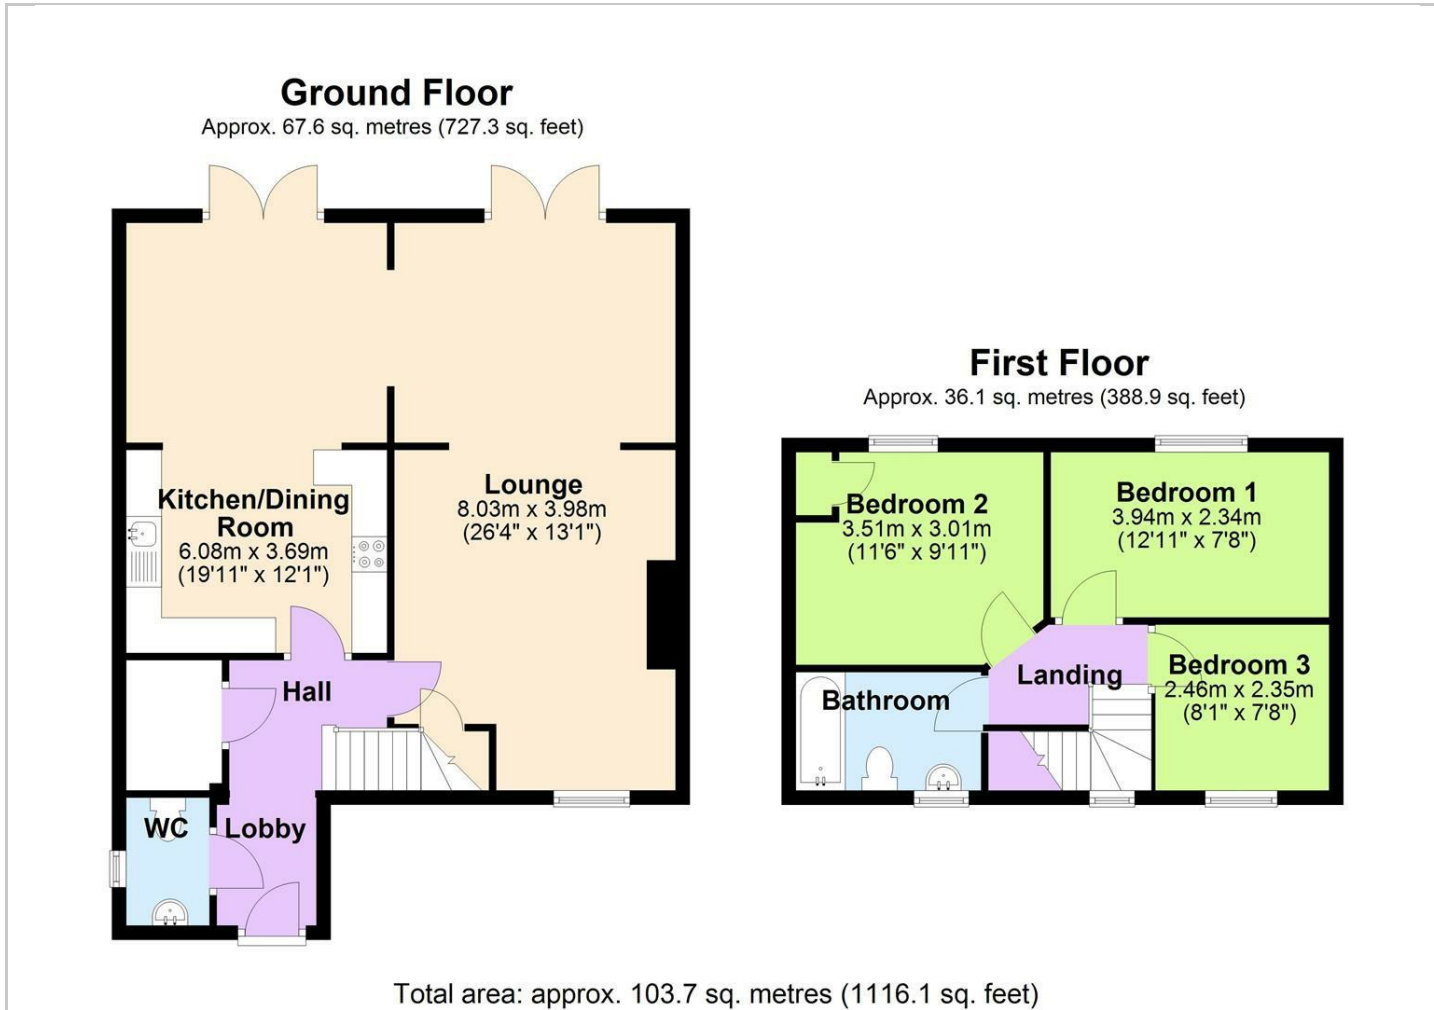 Ground Floor
Approx. 67.6 sq. metres (727.3 sq. feet)
Kitchen/Dining
Room
6.08m x 3.69m
(19'11" x 12'1")
Lounge
8.03m x 3.98m
(26'4" x 13'1")
Hall
WC
Lobby
First Floor
Approx. 36.1 sq. metres (388.9 sq. feet)
Bedroom 2
3.51m x 3.01m
(11'6" x 9'11")
Bedroom 1
3.94m x 2.34m
(12'11" x 7'8")
Landing
Bedroom 3
2.46m x 2.35m
(8'1" x 7'8")
Bathroom
Total area: approx. 103.7 sq. metres (1116.1 sq. feet)